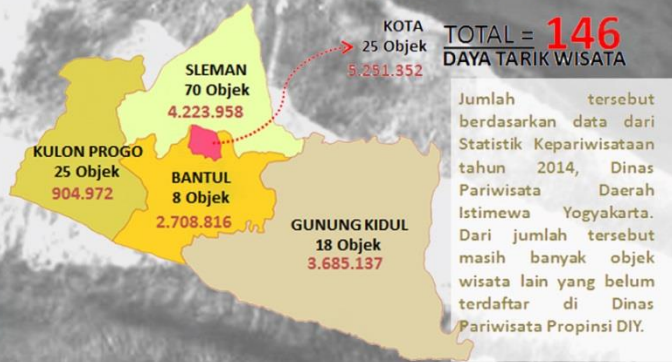 KOTA
25 Objek
5.251.352
TOTAL = 146
DAYA TARIK WISATA
SLEMAN
70 Objek
4.223.958
KULON PROGO
25 Objek
904.972
BANTUL
8 Objek
2.708.816
GUNUNG KIDUL
18 Objek
3.685.137
Jumlah tersebut
berdasarkan data dari
Statistik Kepariwisataan
tahun 2014, Dinas
Pariwisata Daerah
Istimewa Yogyakarta.
Dari jumlah tersebut
masih banyak objek
wisata lain yang belum
terdaftar di Dinas
Pariwisata Propinsi DIY.